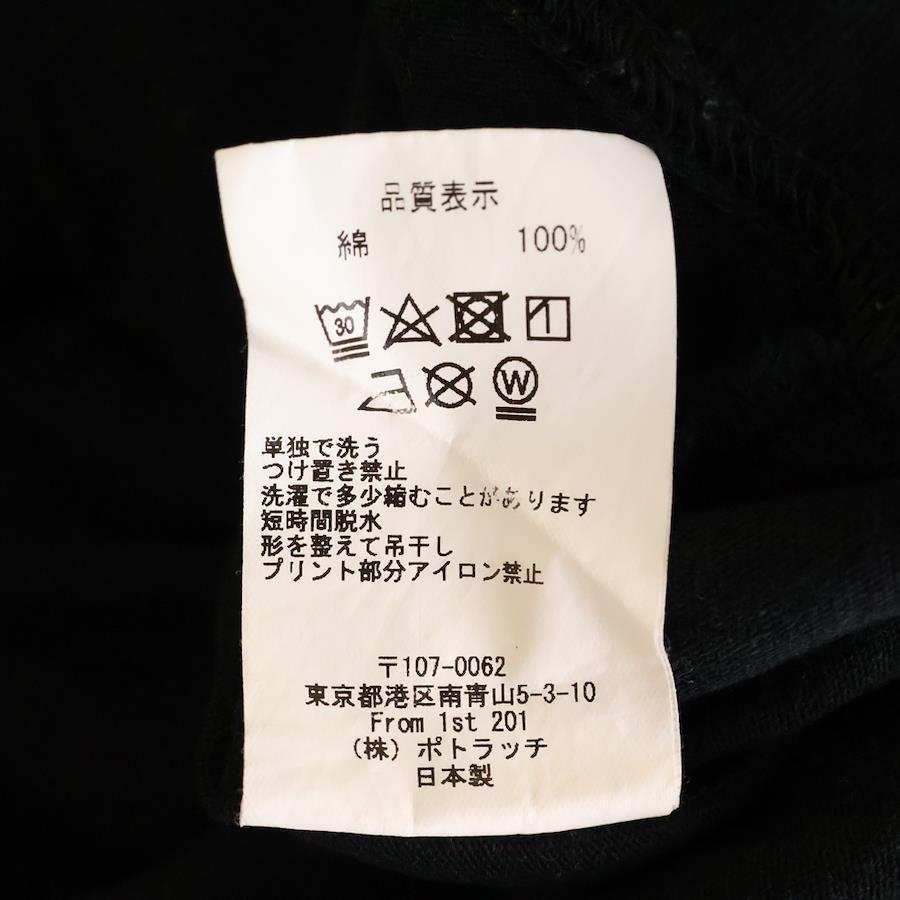 品質表示
綿 100%
30
W
単独で洗う
つけ置き禁止
洗濯で多少縮むことがあります
短時間脱水
形を整えて吊干し
プリント部分アイロン禁止
〒107-0062
東京都港区南青山5-3-10
From 1st 201
(株) ポトラッチ
日本製